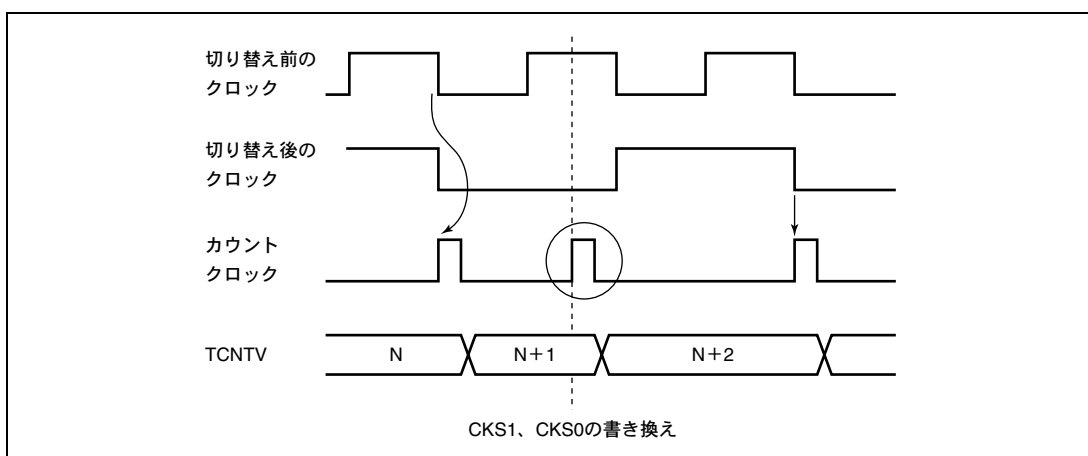 切り替え前の
クロック
切り替え後の
クロック
カウント
クロック
TCNTV N N+1 N+2
CKS1、CKS0の書き換え